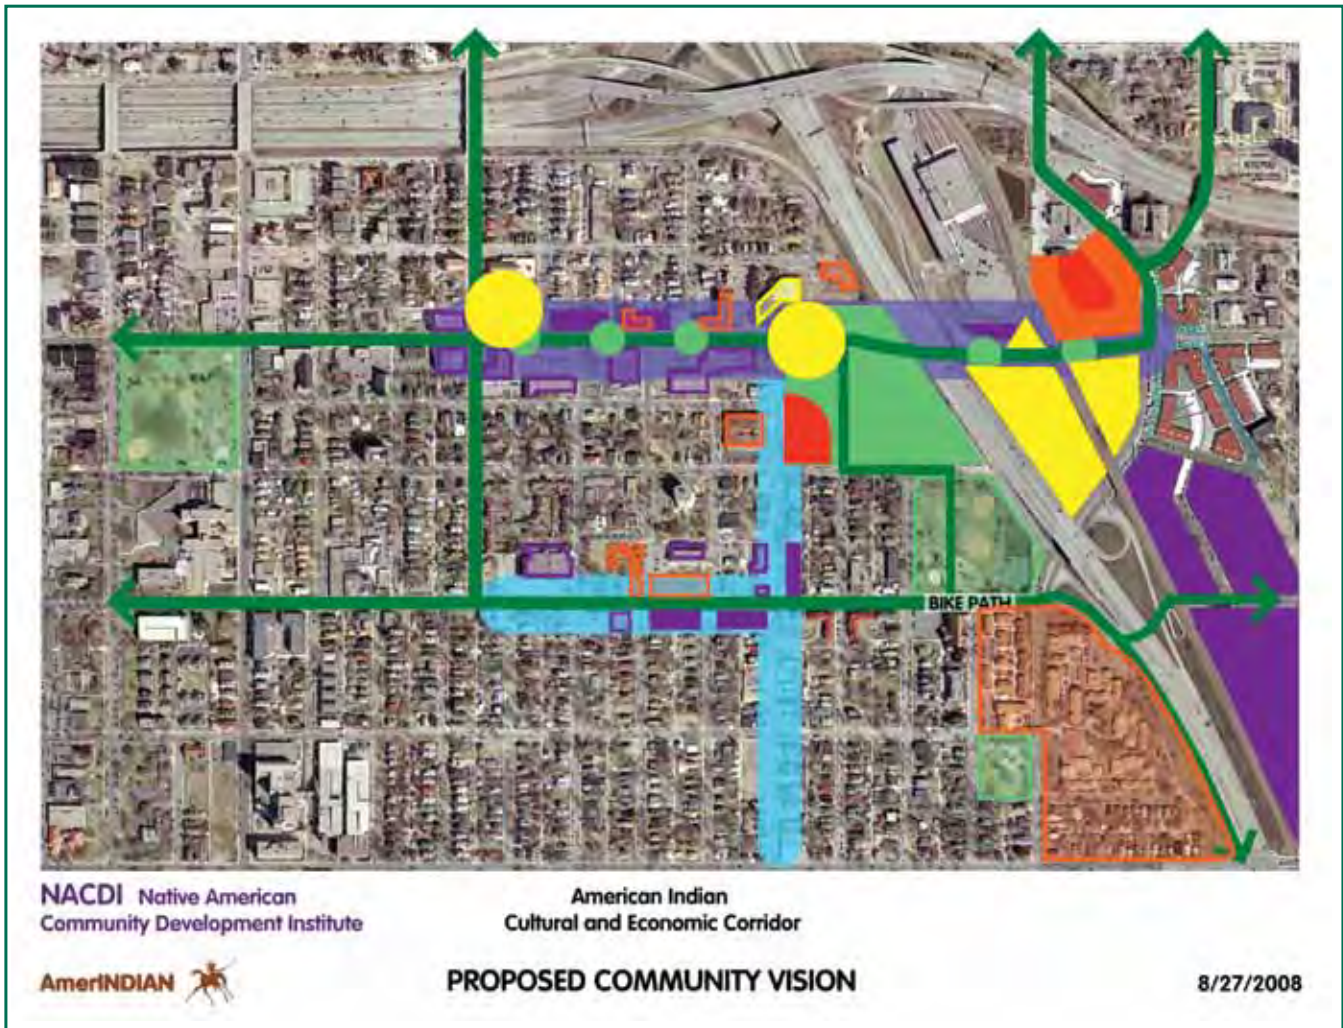 BIKE PATH
NACDI Native American
Community Development Institute
American Indian
Cultural and Economic Corridor
AmerINDIAN
PROPOSED COMMUNITY VISION
8/27/2008